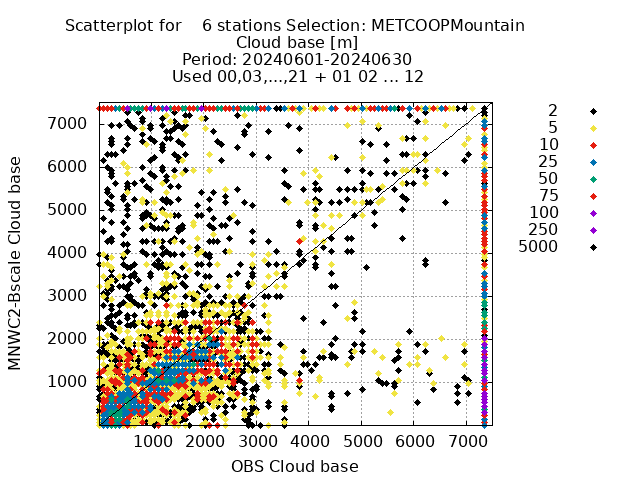 Scatterplot for    6 stations Selection: METCOOPMountain
Cloud base [m]
Period: 20240601-20240630
Used 00,03,...,21 + 01 02 ... 12
2
5
10
25
50
75
100
250
5000
MNWC2-Bscale Cloud base
7000
6000
5000
4000
3000
2000
1000
1000 2000 3000 4000 5000 6000 7000
OBS Cloud base